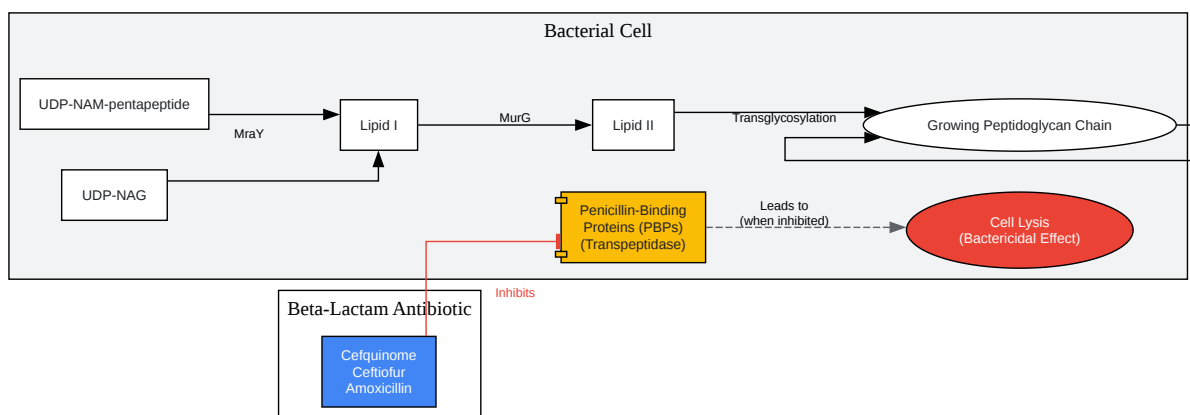 Bacterial Cell
UDP-NAM-pentapeptide
MraY
Lipid I
MurG
Lipid II
Transglycosylation
Growing Peptidoglycan Chain
UDP-NAG
Penicillin-Binding
Proteins (PBPs)
(Transpeptidase)
Leads to
(when inhibited)
Cell Lysis
(Bactericidal Effect)
Inhibits
Beta-Lactam Antibiotic
Cefquinome
Ceftiofur
Amoxicillin